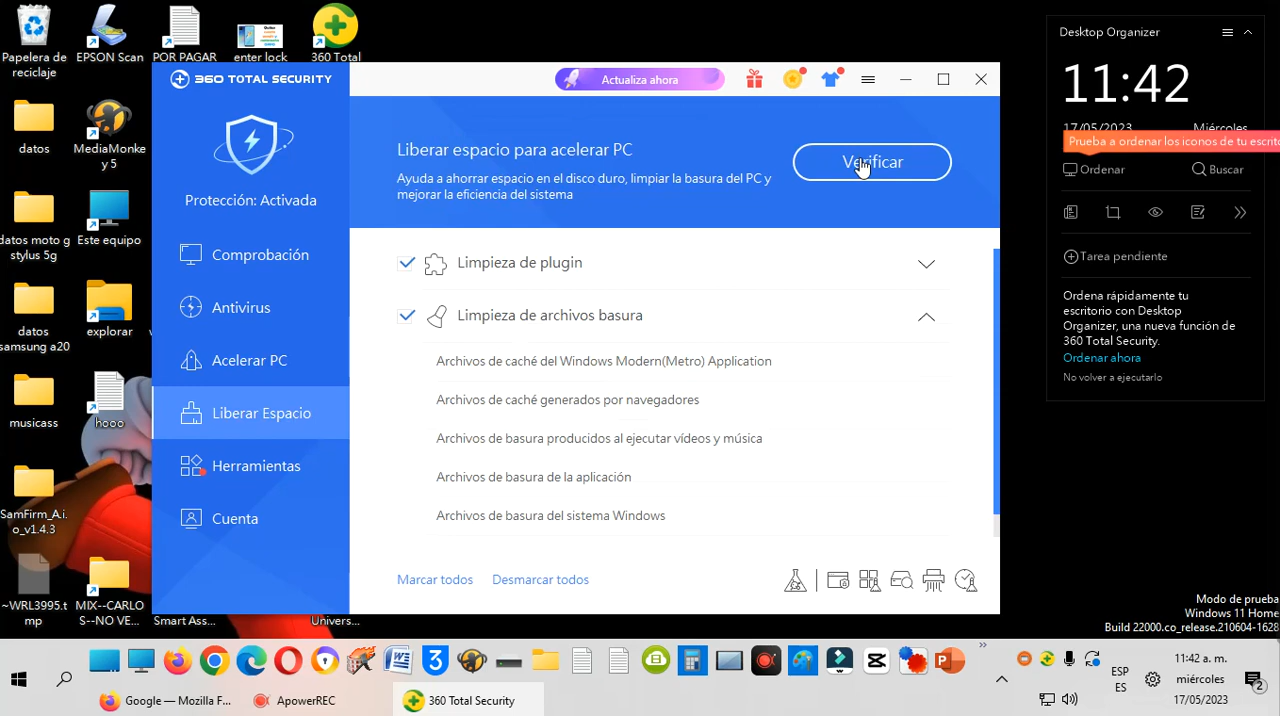 Papelera de
reciclaje
EPSON Scan
POR PAGAR
enter lock
360 Total
datos
MediaMonke
y 5
datos moto g
stylus 5g
Este equipo
datos
samsung a20
explorar
musicass
hooo
SamFirm_A.i.
o_v1.4.3
~WRL3995.t
mp
MIX--CARLO
S--NO VE...
Smart Ass...
Univers...
360 TOTAL SECURITY
Actualiza ahora
Protección: Activada
Comprobación
Antivirus
Acelerar PC
Liberar Espacio
Herramientas
Cuenta
Liberar espacio para acelerar PC
Ayuda a ahorrar espacio en el disco duro, limpiar la basura del PC y
mejorar la eficiencia del sistema
Verificar
Limpieza de plugin
Limpieza de archivos basura
Archivos de caché del Windows Modern(Metro) Application
Archivos de caché generados por navegadores
Archivos de basura producidos al ejecutar vídeos y música
Archivos de basura de la aplicación
Archivos de basura del sistema Windows
Marcar todos
Desmarcar todos
Desktop Organizer
11:42
17/05/2023
Miércoles
Prueba a ordenar los iconos de tu escrito
Ordenar
Buscar
Tarea pendiente
Ordena rápidamente tu
escritorio con Desktop
Organizer, una nueva función de
360 Total Security.
Ordenar ahora
No volver a ejecutarlo
Modo de prueba
Windows 11 Home
Build 22000.co_release.210604-1628
Google — Mozilla F...
ApowerREC
360 Total Security
ESP
ES
11:42 a. m.
miércoles
17/05/2023
2